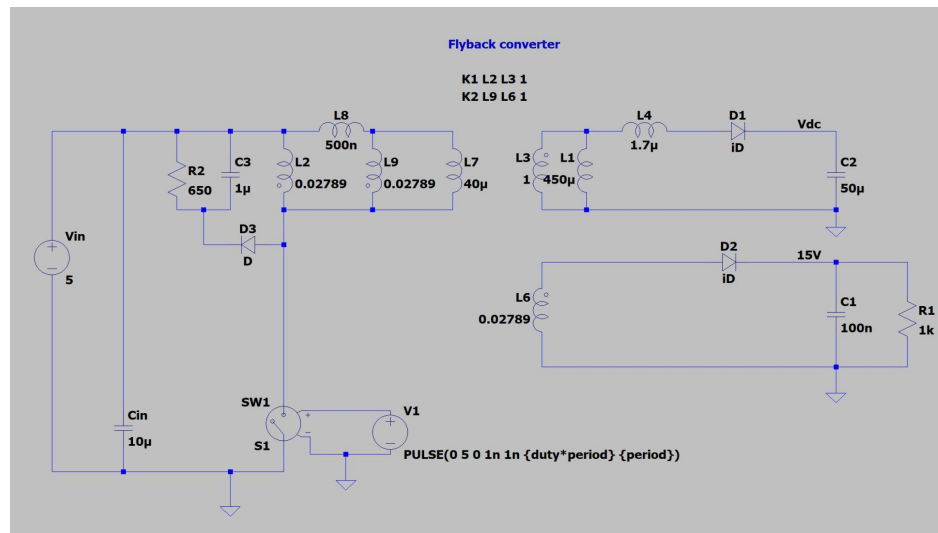 Flyback converter
K1 L2 L3 1
K2 L9 L6 1
L8
500n
L4
1.7µ
D1
iD
Vdc
R2
650
C3
1µ
L2
0.02789
L9
0.02789
L7
40µ
L3
1
L1
450µ
C2
50µ
D3
D
Vin
5
D2
iD
15V
L6
0.02789
C1
100n
R1
1k
Cin
10µ
SW1
S1
V1
PULSE(0 5 0 1n 1n {duty*period} {period})